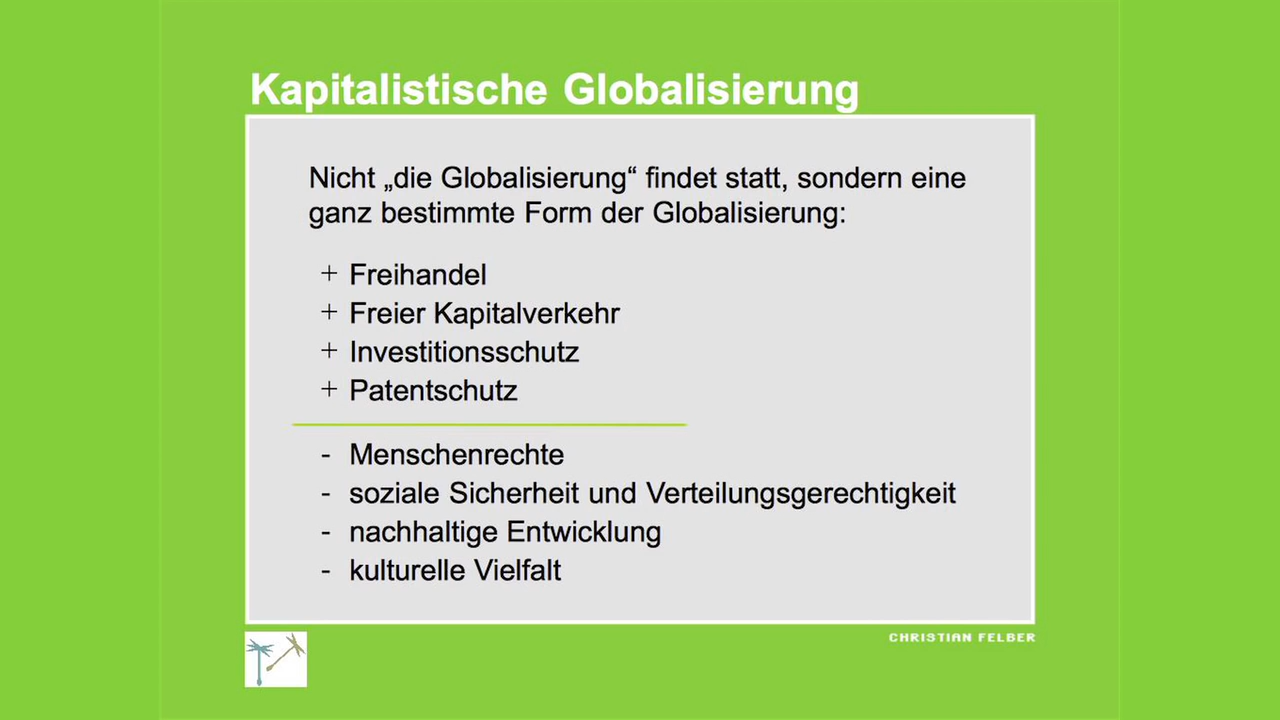 Kapitalistische Globalisierung
Nicht „die Globalisierung“ findet statt, sondern eine
ganz bestimmte Form der Globalisierung:
+ Freihandel
+ Freier Kapitalverkehr
+ Investitionsschutz
+ Patentschutz
- Menschenrechte
- soziale Sicherheit und Verteilungsgerechtigkeit
- nachhaltige Entwicklung
- kulturelle Vielfalt
CHRISTIAN FELBER